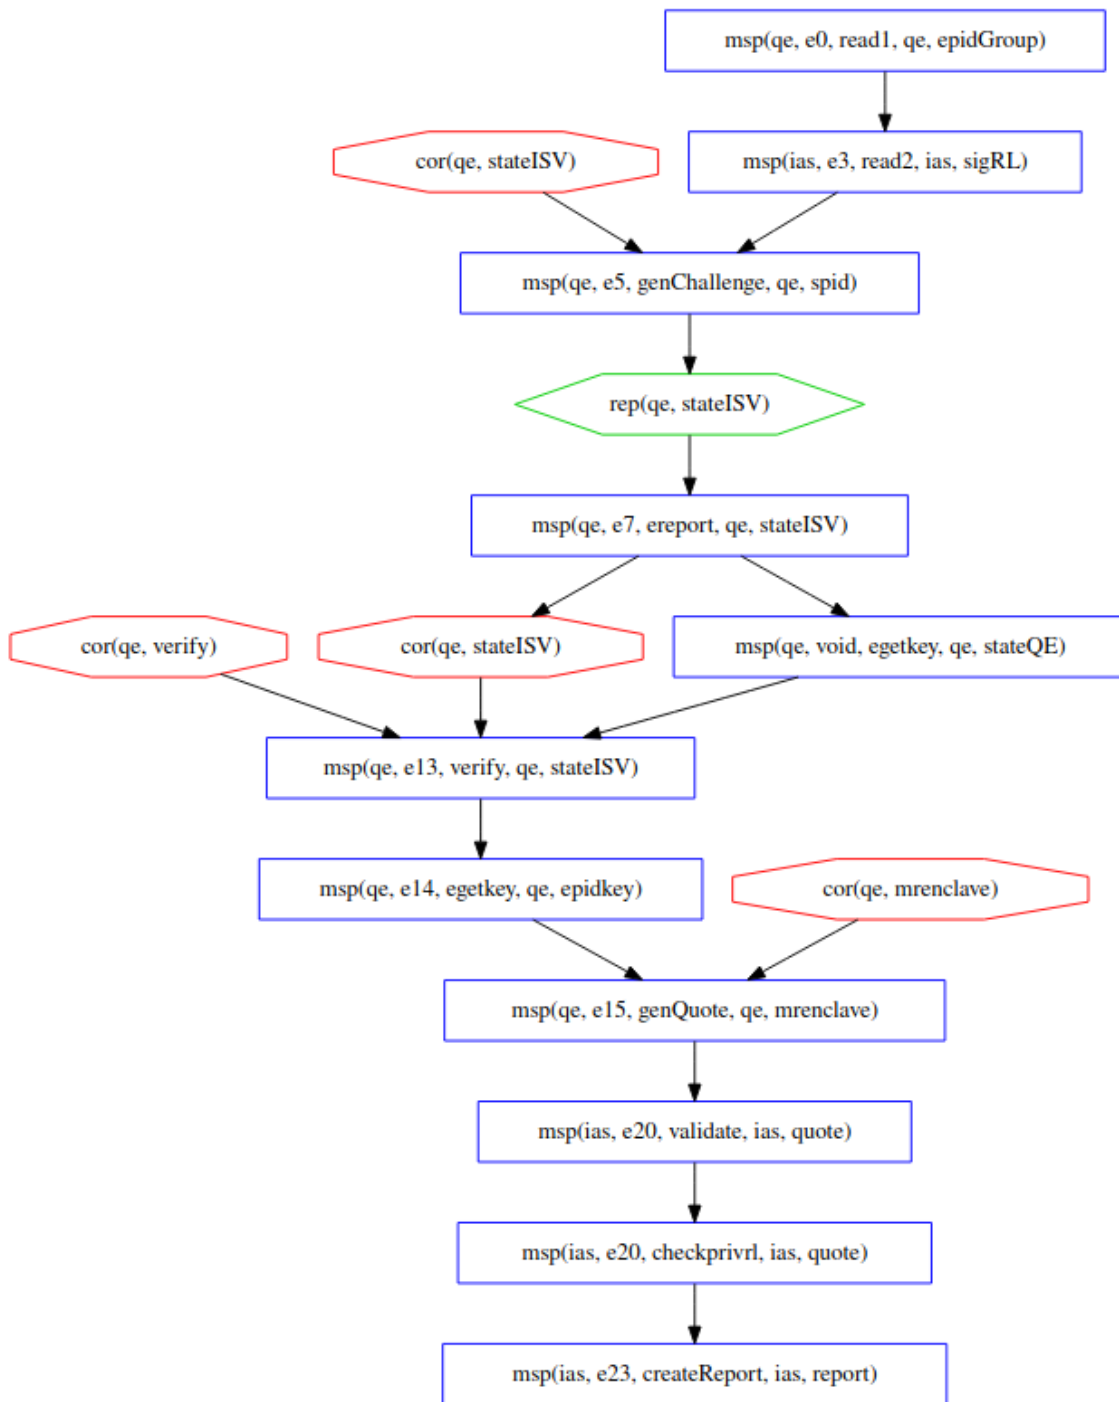 msp(qe, e0, read1, qe, epidGroup)
cor(qe, stateISV)
msp(ias, e3, read2, ias, sigRL)
msp(qe, e5, genChallenge, qe, spid)
rep(qe, stateISV)
msp(qe, e7, ereport, qe, stateISV)
cor(qe, verify)
cor(qe, stateISV)
msp(qe, void, egetkey, qe, stateQE)
msp(qe, e13, verify, qe, stateISV)
msp(qe, e14, egetkey, qe, epidkey)
cor(qe, mrenclave)
msp(qe, e15, genQuote, qe, mrenclave)
msp(ias, e20, validate, ias, quote)
msp(ias, e20, checkprivrl, ias, quote)
msp(ias, e23, createReport, ias, report)